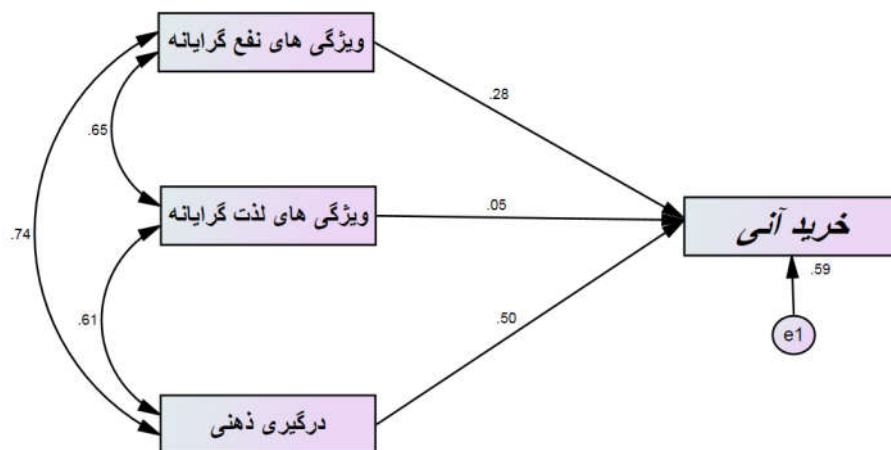 ویژگی های نفع گرایانه
.28
.65
ویژگی های لذت گرایانه
.05
.74
خرید آنی
.59
.61
.50
e1
درگیری ذهنی